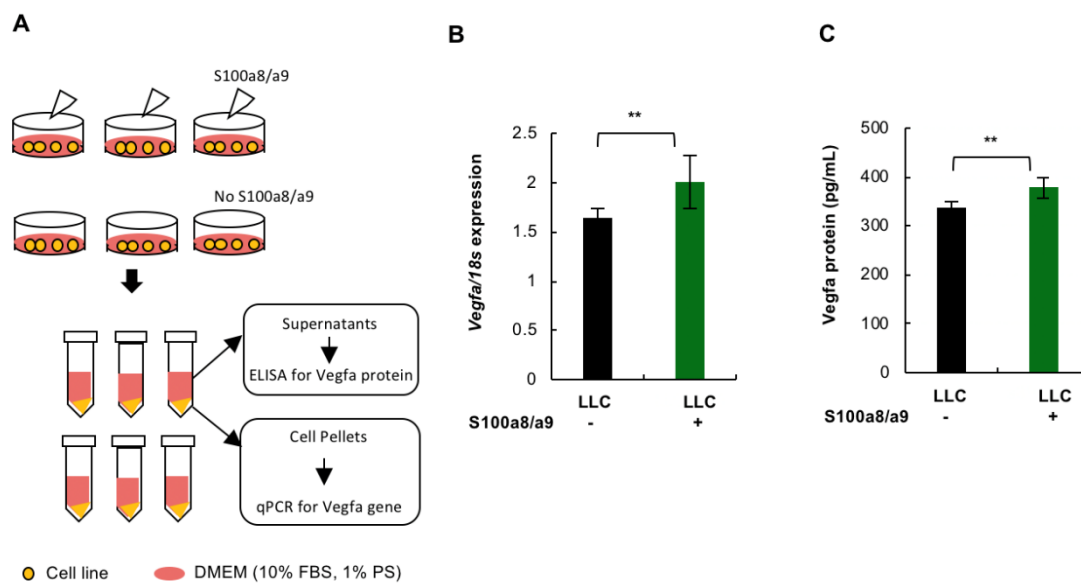 A
S100a8/a9
No S100a8/a9
Supernatants
ELISA for Vegfa protein
Cell Pellets
qPCR for Vegfa gene
Cell line
DMEM (10% FBS, 1% PS)
B
**
Vegfa/18s expression
2.5
2
1.5
1
0.5
0
LLC LLC
S100a8/a9 - +
C
**
Vegfa protein (pg/mL)
500
400
300
200
100
0
LLC LLC
S100a8/a9 - +